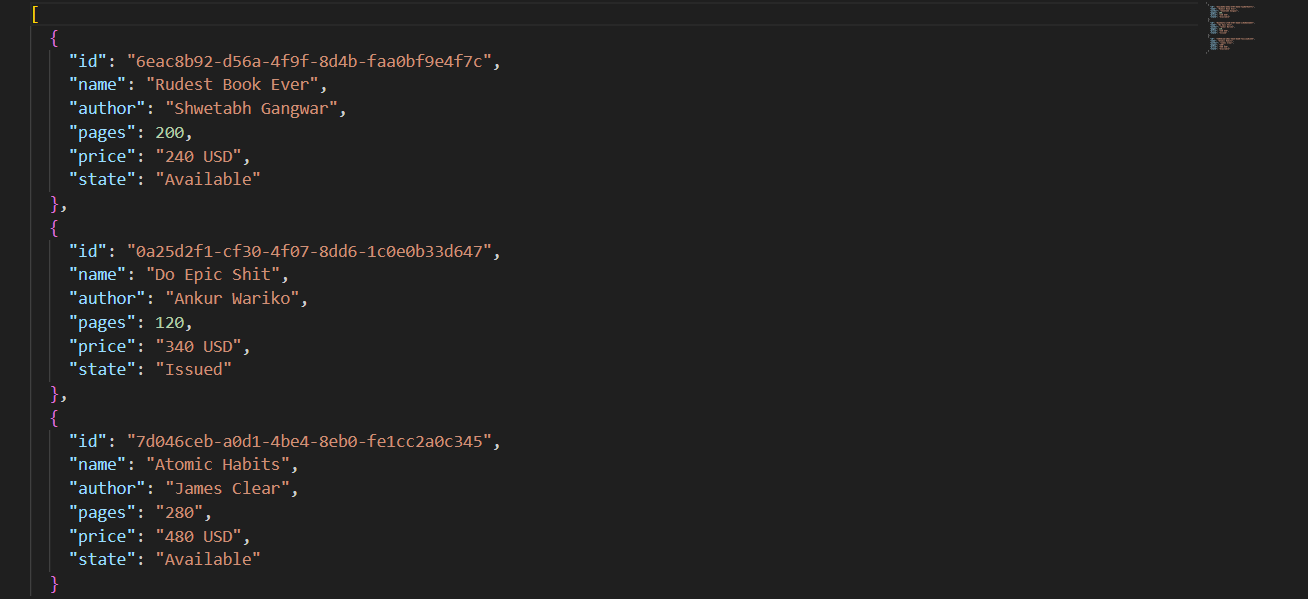 [
  {
    "id": "6eac8b92-d56a-4f9f-8d4b-faa0bf9e4f7c",
    "name": "Rudest Book Ever",
    "author": "Shwetabh Gangwar",
    "pages": 200,
    "price": "240 USD",
    "state": "Available"
  },
  {
    "id": "0a25d2f1-cf30-4f07-8dd6-1c0e0b33d647",
    "name": "Do Epic Shit",
    "author": "Ankur Wariko",
    "pages": 120,
    "price": "340 USD",
    "state": "Issued"
  },
  {
    "id": "7d046ceb-a0d1-4be4-8eb0-fe1cc2a0c345",
    "name": "Atomic Habits",
    "author": "James Clear",
    "pages": "280",
    "price": "480 USD",
    "state": "Available"
  }